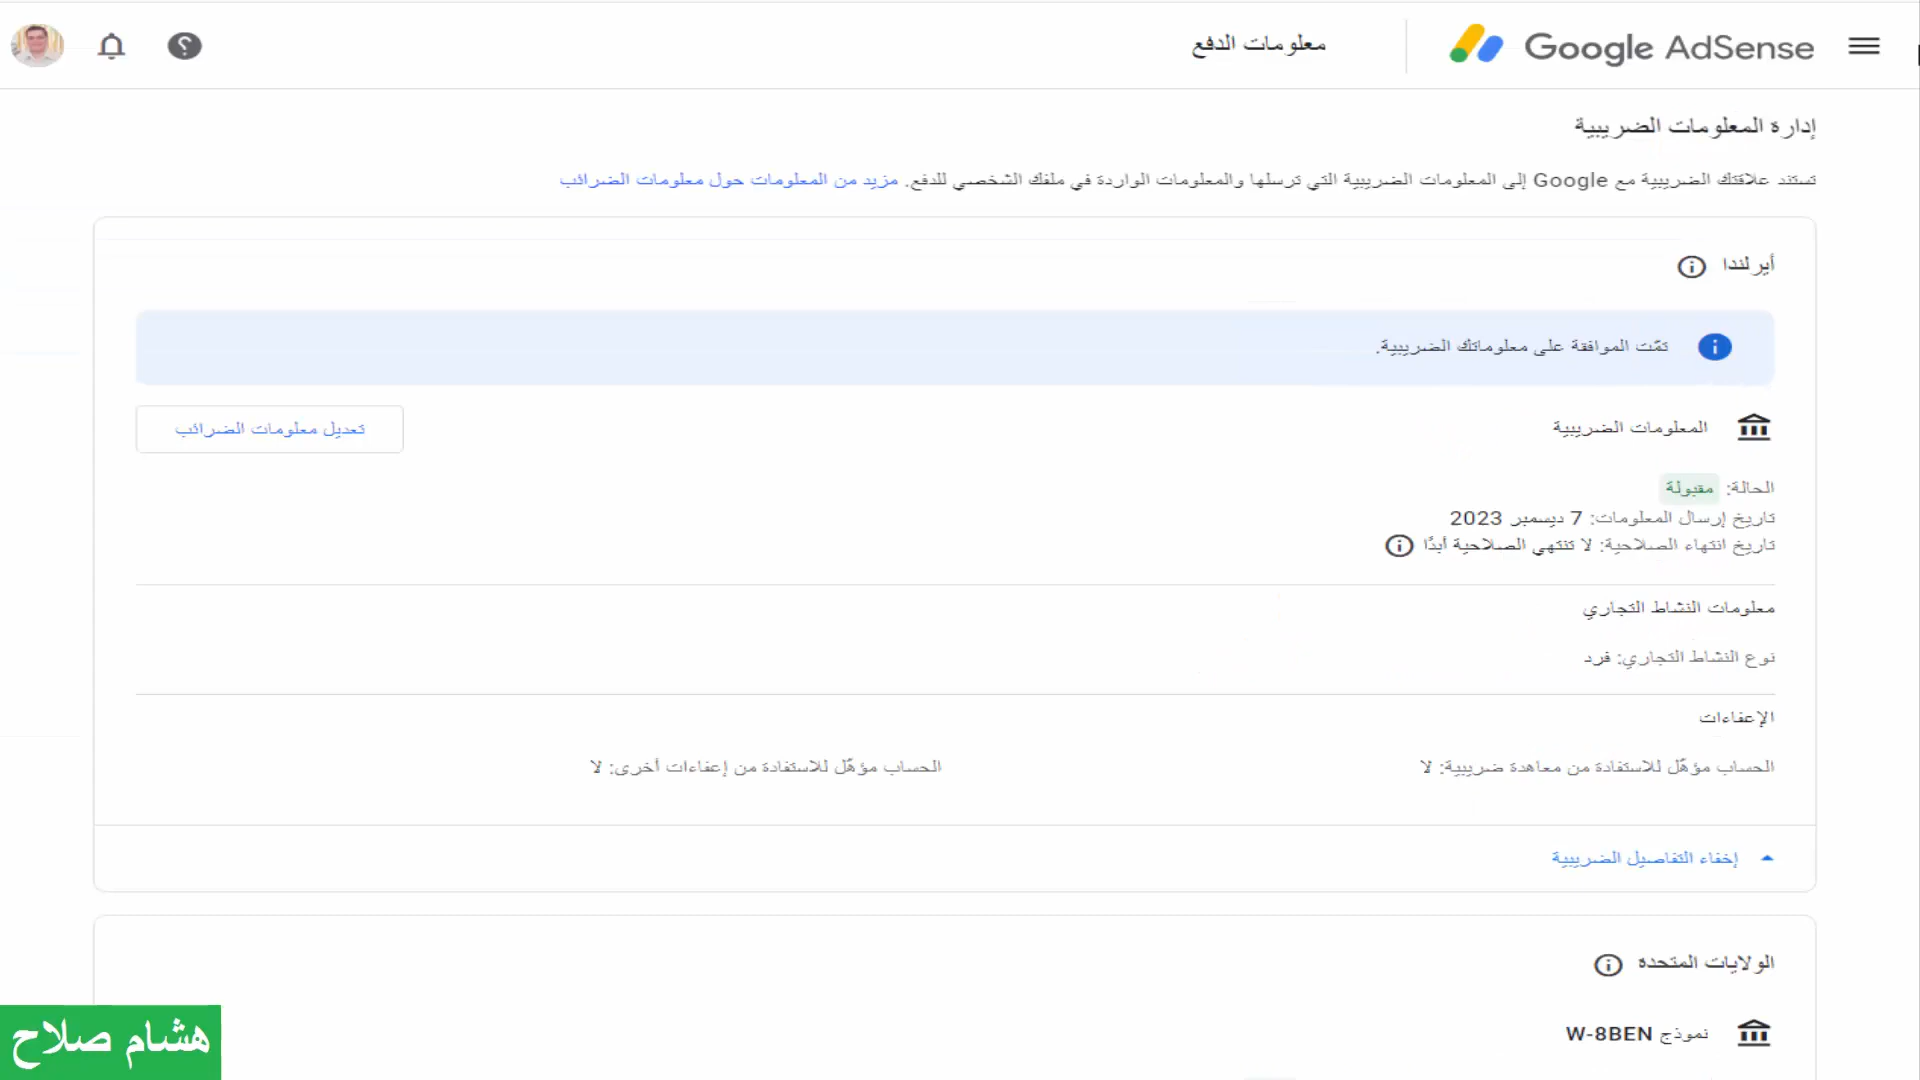 Google AdSense
معلومات الدفع
إدارة المعلومات الضريبية
تستند علاقتك الضريبية مع Google إلى المعلومات الضريبية التي ترسلها والمعلومات الواردة في ملفك الشخصي للدفع. مزيد من المعلومات حول معلومات الضرائب
أيرلندا
تمّت الموافقة على معلوماتك الضريبية.
المعلومات الضريبية
تعديل معلومات الضرائب
الحالة: مقبولة
تاريخ إرسال المعلومات: 7 ديسمبر 2023
تاريخ انتهاء الصلاحية: لا تنتهي الصلاحية أبدًا
معلومات النشاط التجاري
نوع النشاط التجاري: فرد
الإعفاءات
الحساب مؤهّل للاستفادة من معاهدة ضريبية: لا
الحساب مؤهّل للاستفادة من إعفاءات أخرى: لا
إخفاء التفاصيل الضريبية
الولايات المتحدة
نموذج W-8BEN
هشام صلاح